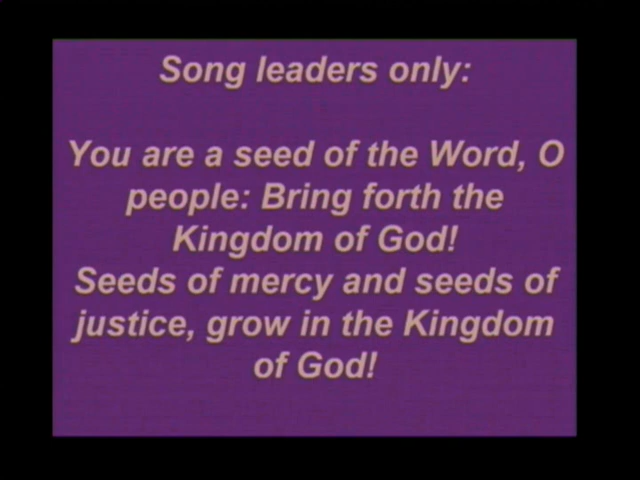 Song leaders only:
You are a seed of the Word, O
people: Bring forth the
Kingdom of God!
Seeds of mercy and seeds of
justice, grow in the Kingdom
of God!